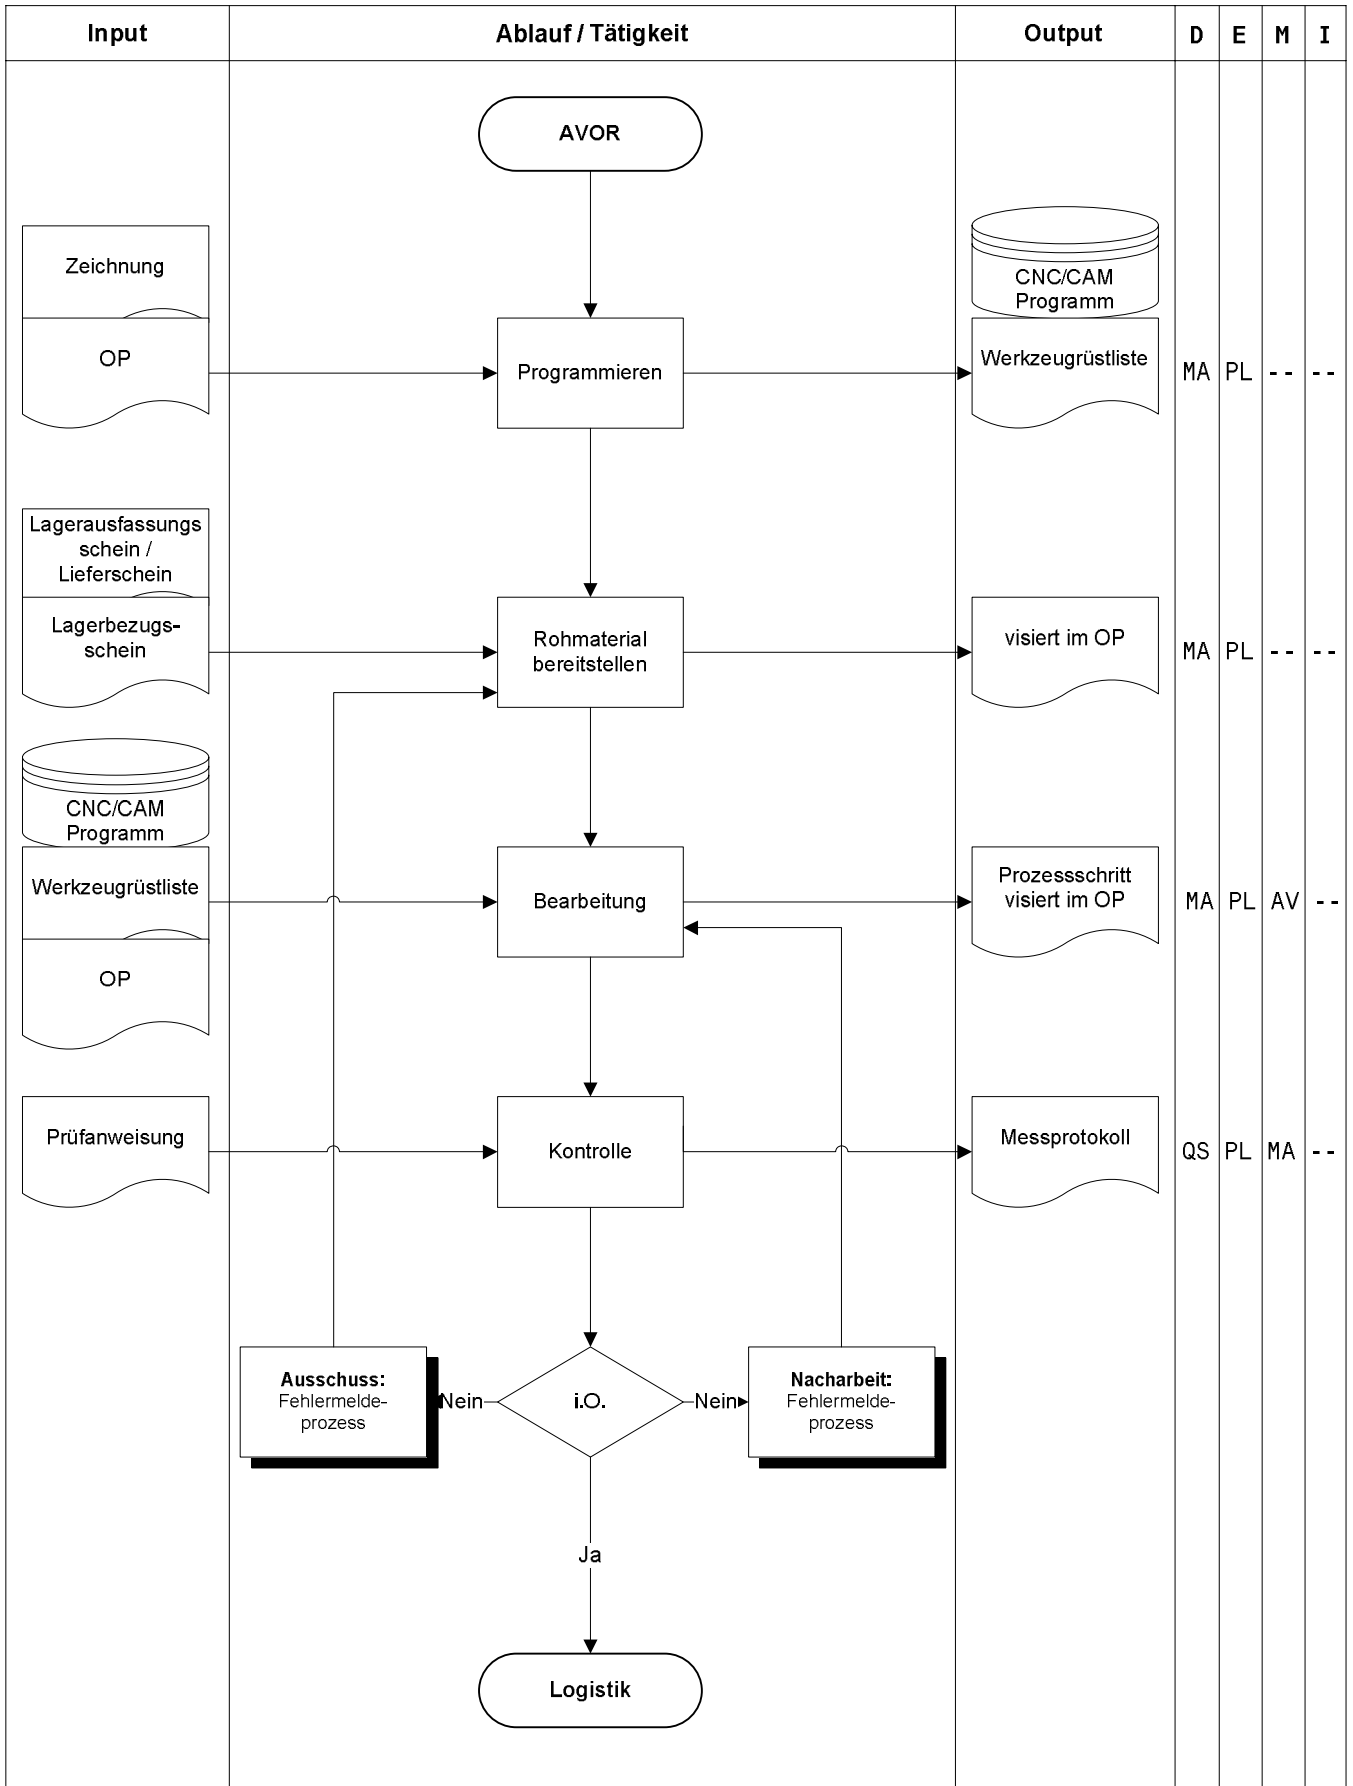 Input
Ablauf / Tätigkeit
Output
D
E
M
I
AVOR
Zeichnung
OP
Programmieren
CNC/CAM
Programm
Werkzeugrüstliste
MA
PL
--
--
Lagerausfassungs
schein /
Lieferschein
Lagerbezugs-
schein
Rohmaterial
bereitstellen
visiert im OP
MA
PL
--
--
CNC/CAM
Programm
Werkzeugrüstliste
OP
Bearbeitung
Prozessschritt
visiert im OP
MA
PL
AV
--
Prüfanweisung
Kontrolle
Messprotokoll
QS
PL
MA
--
Ausschuss:
Fehlermelde-
prozess
Nein
i.O.
Nein
Nacharbeit:
Fehlermelde-
prozess
Ja
Logistik